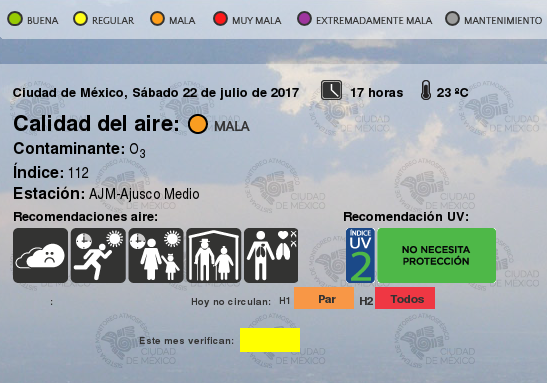 BUENA REGULAR MALA MUY MALA EXTREMADAMENTE MALA MANTENIMIENTO
Ciudad de México, Sábado 22 de julio de 2017 17 horas 23 ºC
Calidad del aire: MALA
Contaminante: O3
Índice: 112
Estación: AJM-Ajusco Medio
Recomendaciones aire: Recomendación UV:
ÍNDICE
UV
2
NO NECESITA
PROTECCIÓN
: Hoy no circulan: H1 Par H2 Todos
Este mes verifican:
CIUDAD
DE MÉXICO